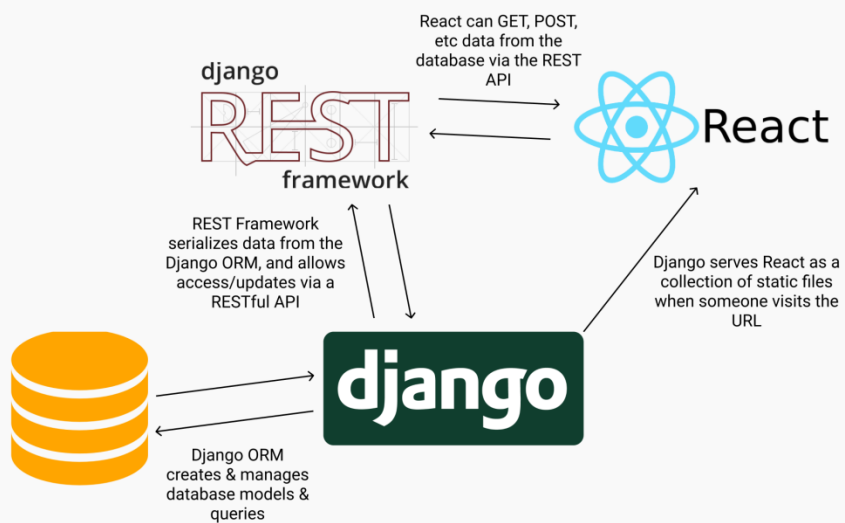 React can GET, POST,
etc data from the
database via the REST
API
django
REST
framework
React
REST Framework
serializes data from the
Django ORM, and allows
access/updates via a
RESTful API
Django serves React as a
collection of static files
when someone visits the
URL
django
Django ORM
creates & manages
database models &
queries